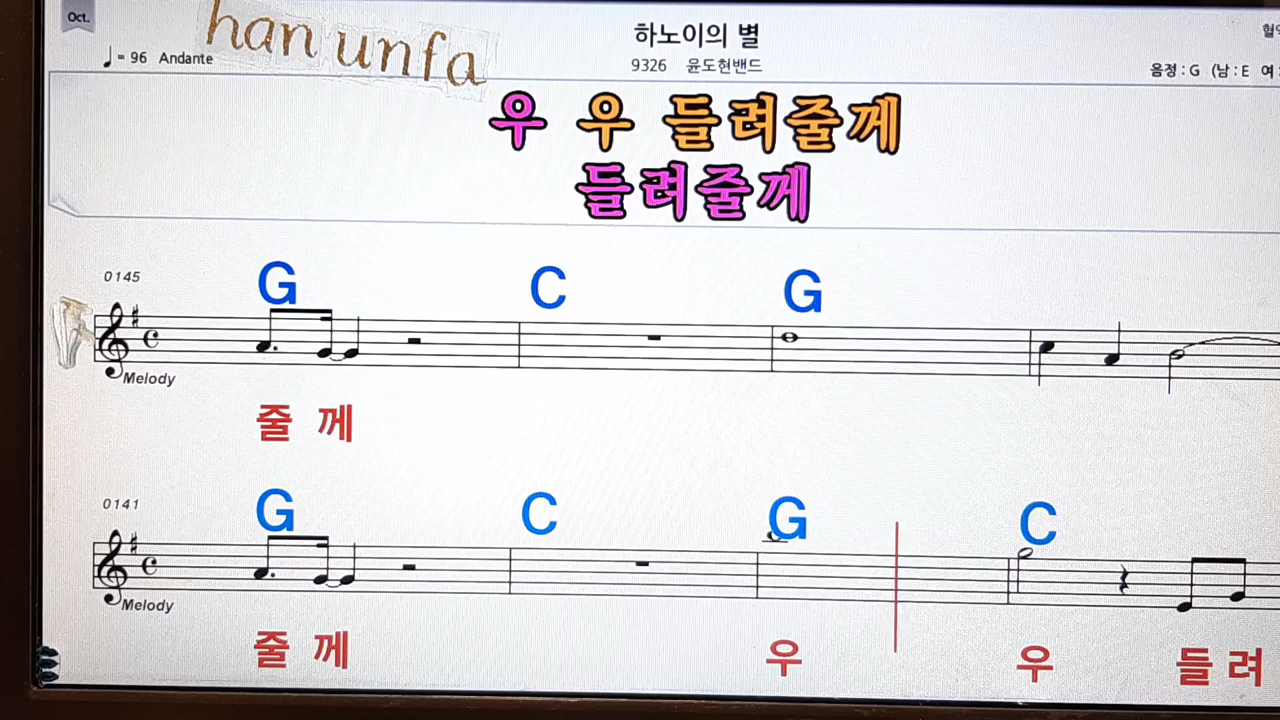 Oct.
han unfa
하노이의 별
♩= 96 Andante
9326 윤도현밴드
음정 : G (남 : E 여
우 우 들려줄께
들려줄께
0145
G C G
Melody
줄 께
0141
G C G C
Melody
줄 께 우 우 들 려